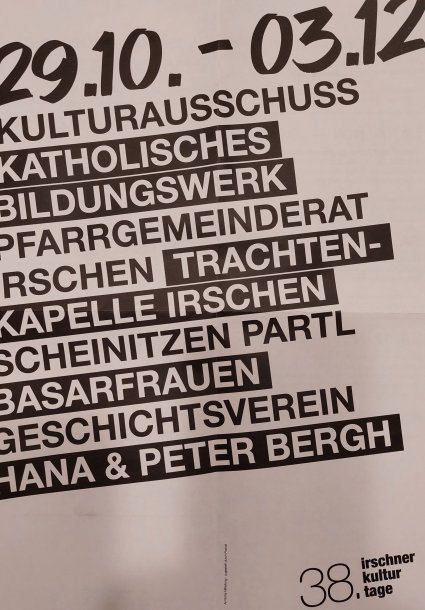 29.10. - 03.12
KULTURAUSSCHUSS
KATHOLISCHES
BILDUNGSWERK
PFARRGEMEINDERAT
IRSCHEN TRACHTEN-
KAPELLE IRSCHEN
SCHEINITZEN PARTL
BASARFRAUEN
GESCHICHTSVEREIN
HANA & PETER BERGH
38. irschner
kultur
tage